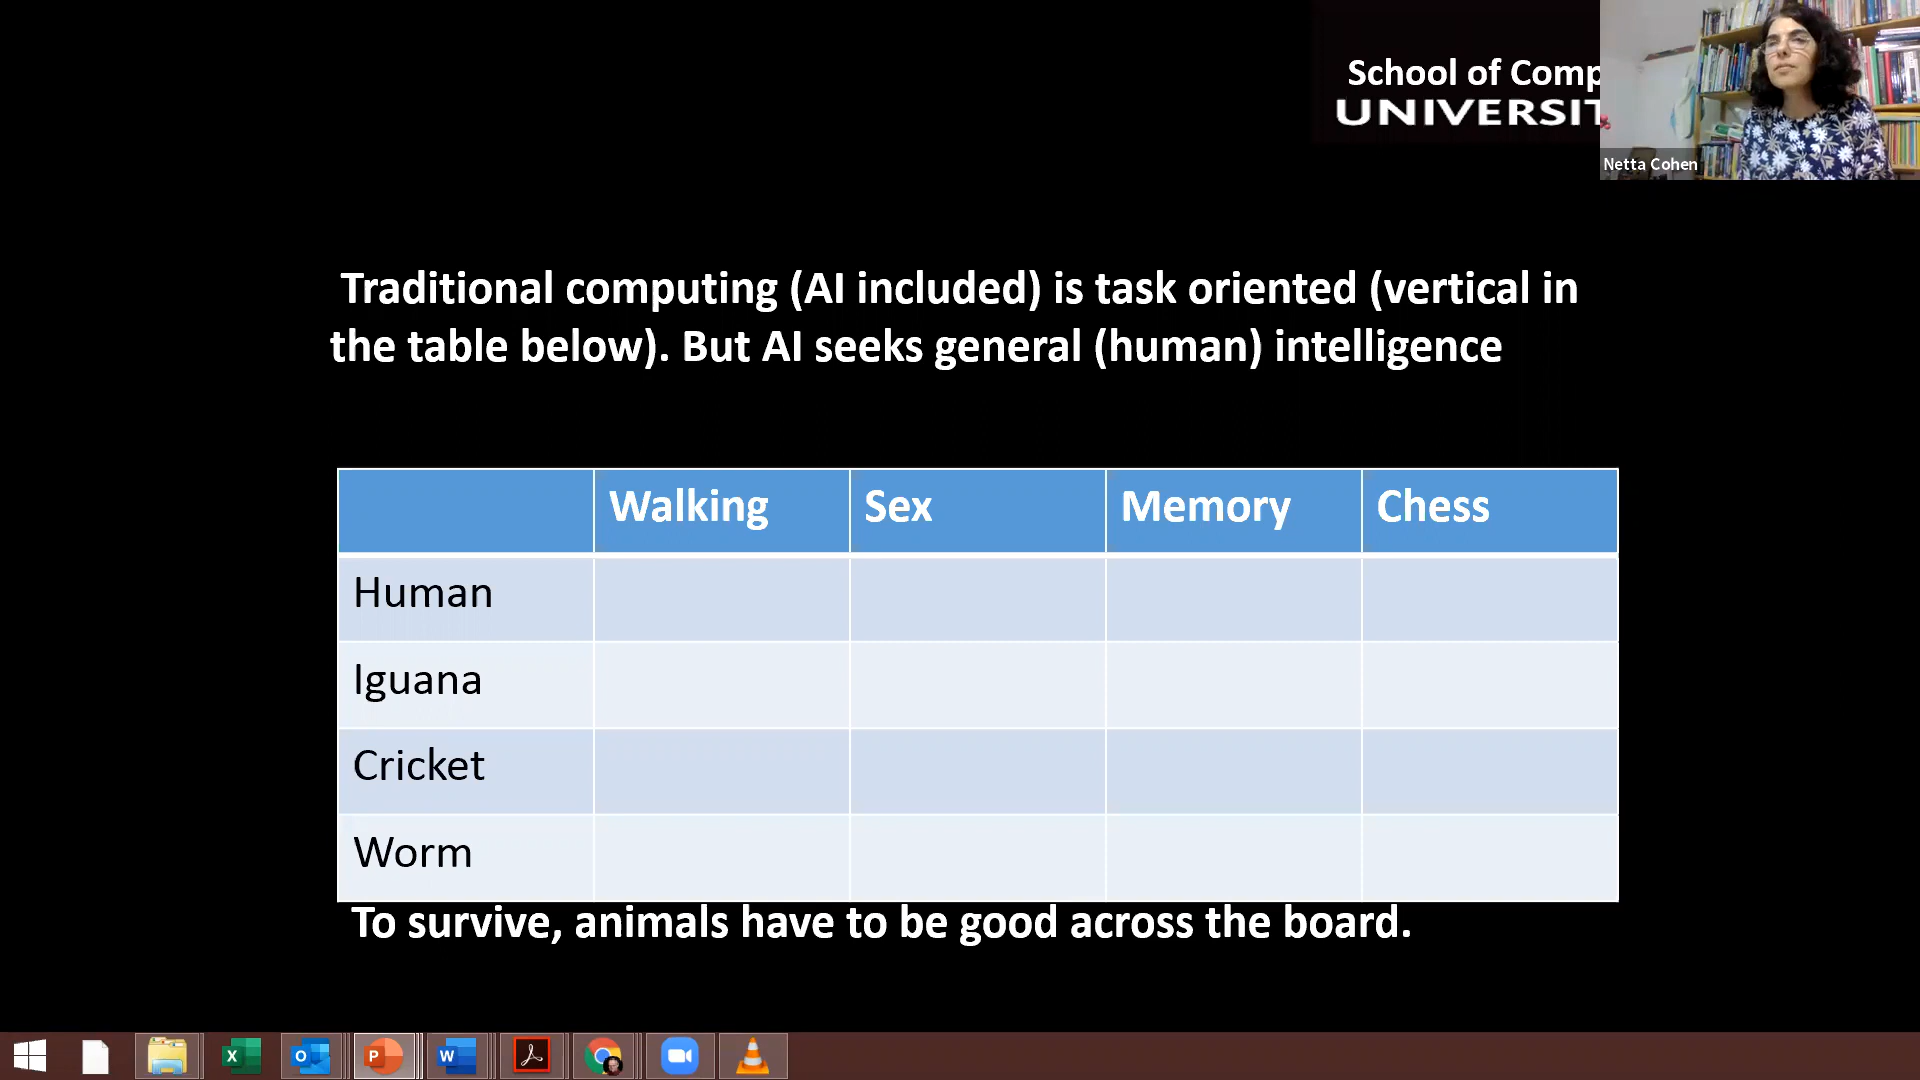 School of Comp
UNIVERSIT
Netta Cohen
Traditional computing (AI included) is task oriented (vertical in
the table below). But AI seeks general (human) intelligence
Walking Sex Memory Chess
Human
Iguana
Cricket
Worm
To survive, animals have to be good across the board.